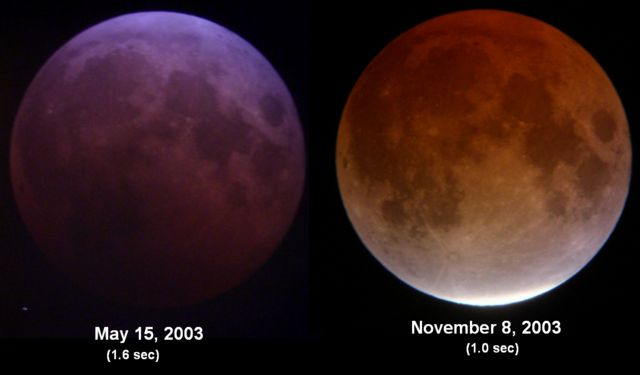 May 15, 2003
(1.6 sec)
November 8, 2003
(1.0 sec)